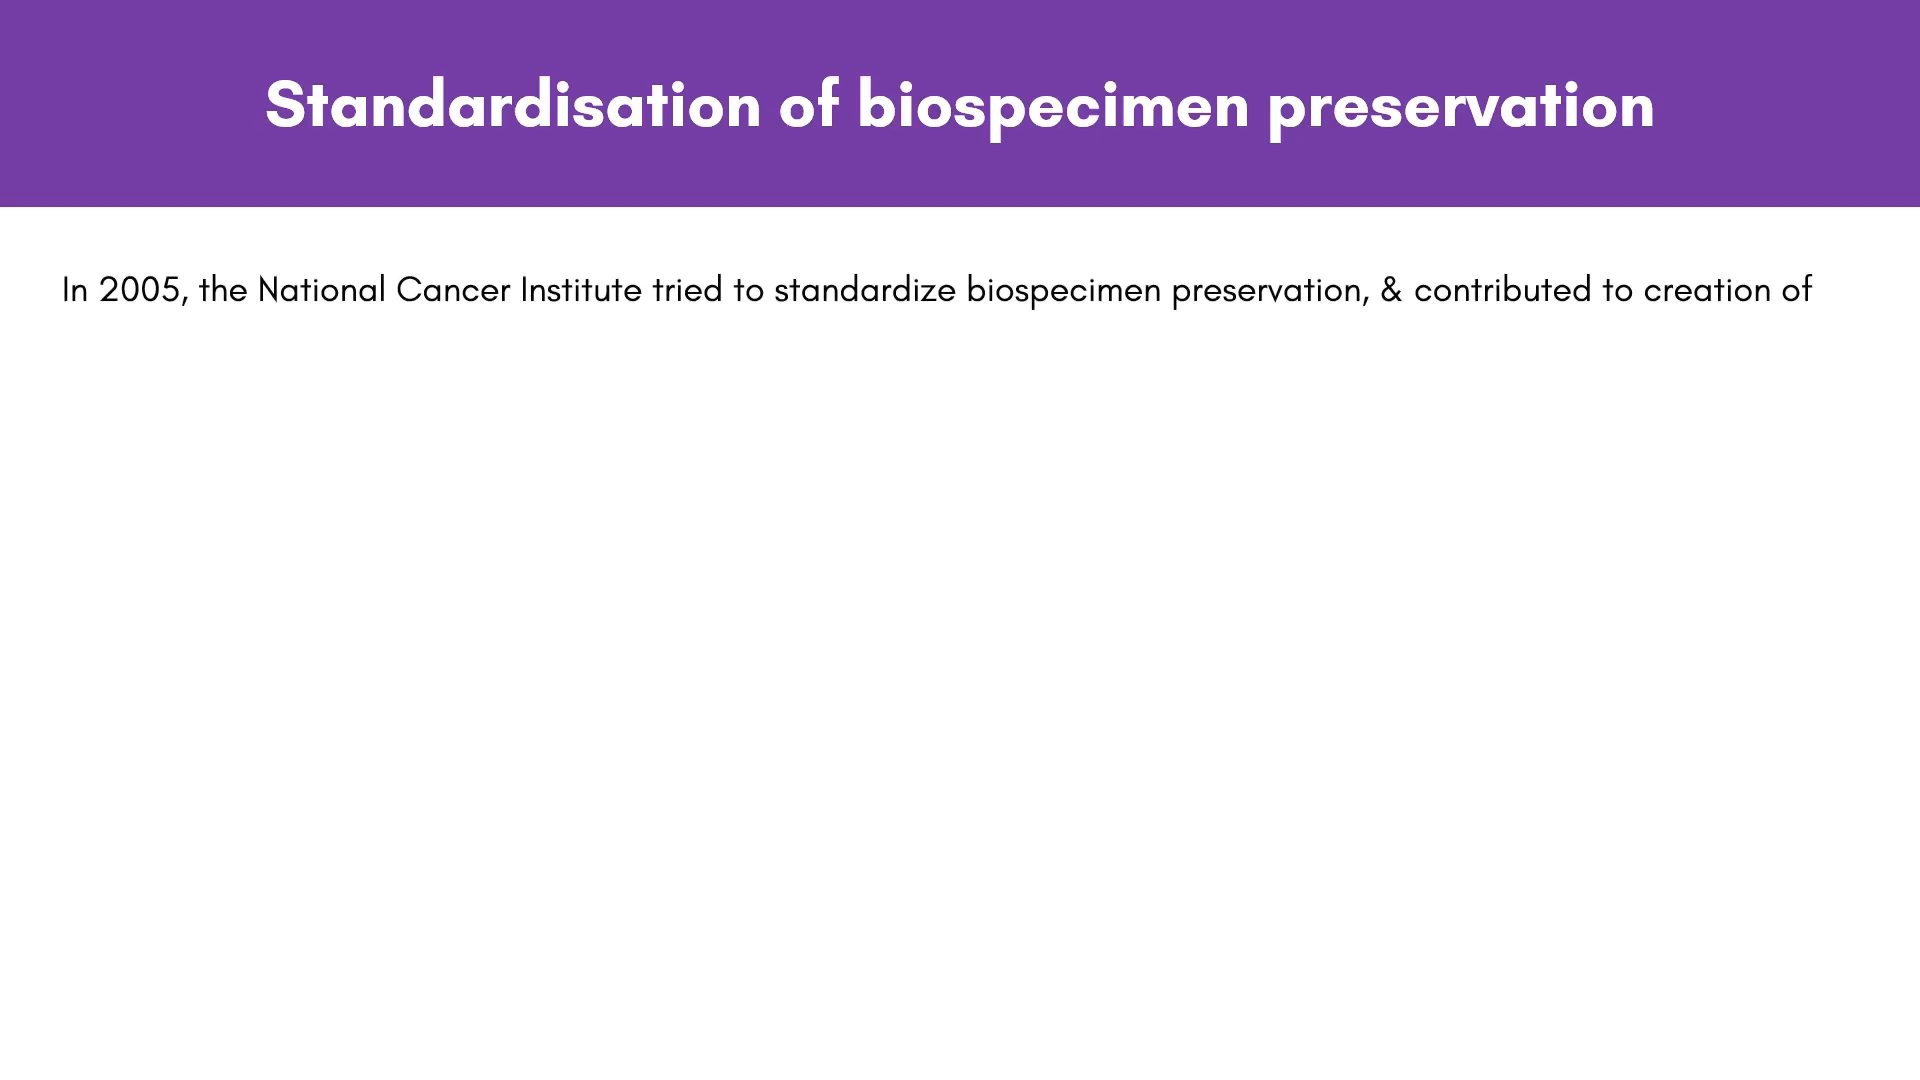 Standardisation of biospecimen preservation
In 2005, the National Cancer Institute tried to standardize biospecimen preservation, & contributed to creation of